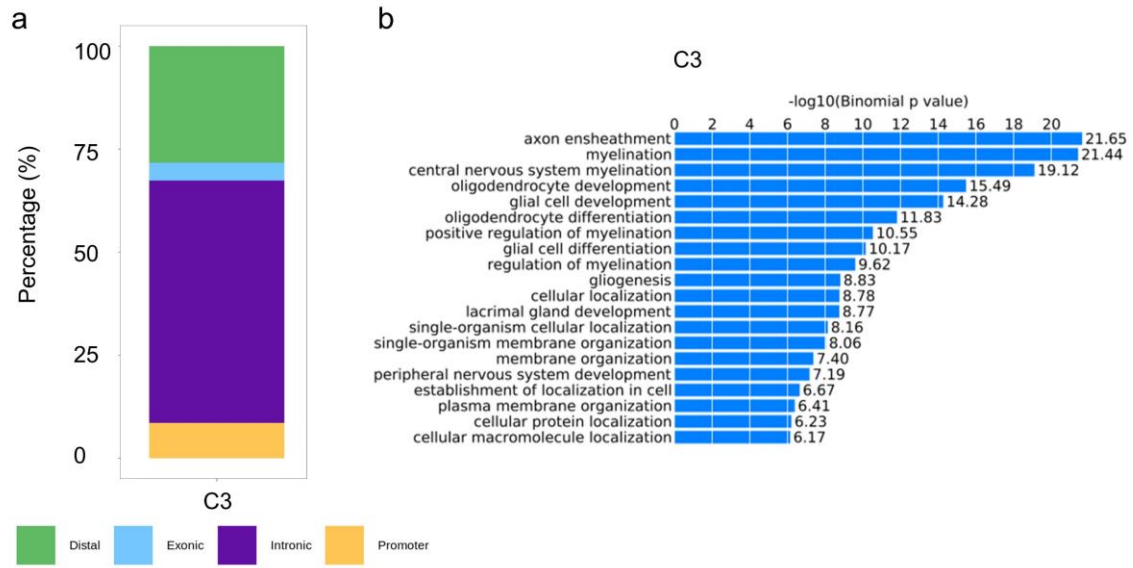 a
100
75
50
25
0
Percentage (%)
C3
Distal
Exonic
Intronic
Promoter
b
C3
-log10(Binomial p value)
0 2 4 6 8 10 12 14 16 18 20
axon ensheathment 21.65
myelination 21.44
central nervous system myelination 19.12
oligodendrocyte development 15.49
glial cell development 14.28
oligodendrocyte differentiation 11.83
positive regulation of myelination 10.55
glial cell differentiation 10.17
regulation of myelination 9.62
gliogenesis 8.83
cellular localization 8.78
lacrimal gland development 8.77
single-organism cellular localization 8.16
single-organism membrane organization 8.06
membrane organization 7.40
peripheral nervous system development 7.19
establishment of localization in cell 6.67
plasma membrane organization 6.41
cellular protein localization 6.23
cellular macromolecule localization 6.17